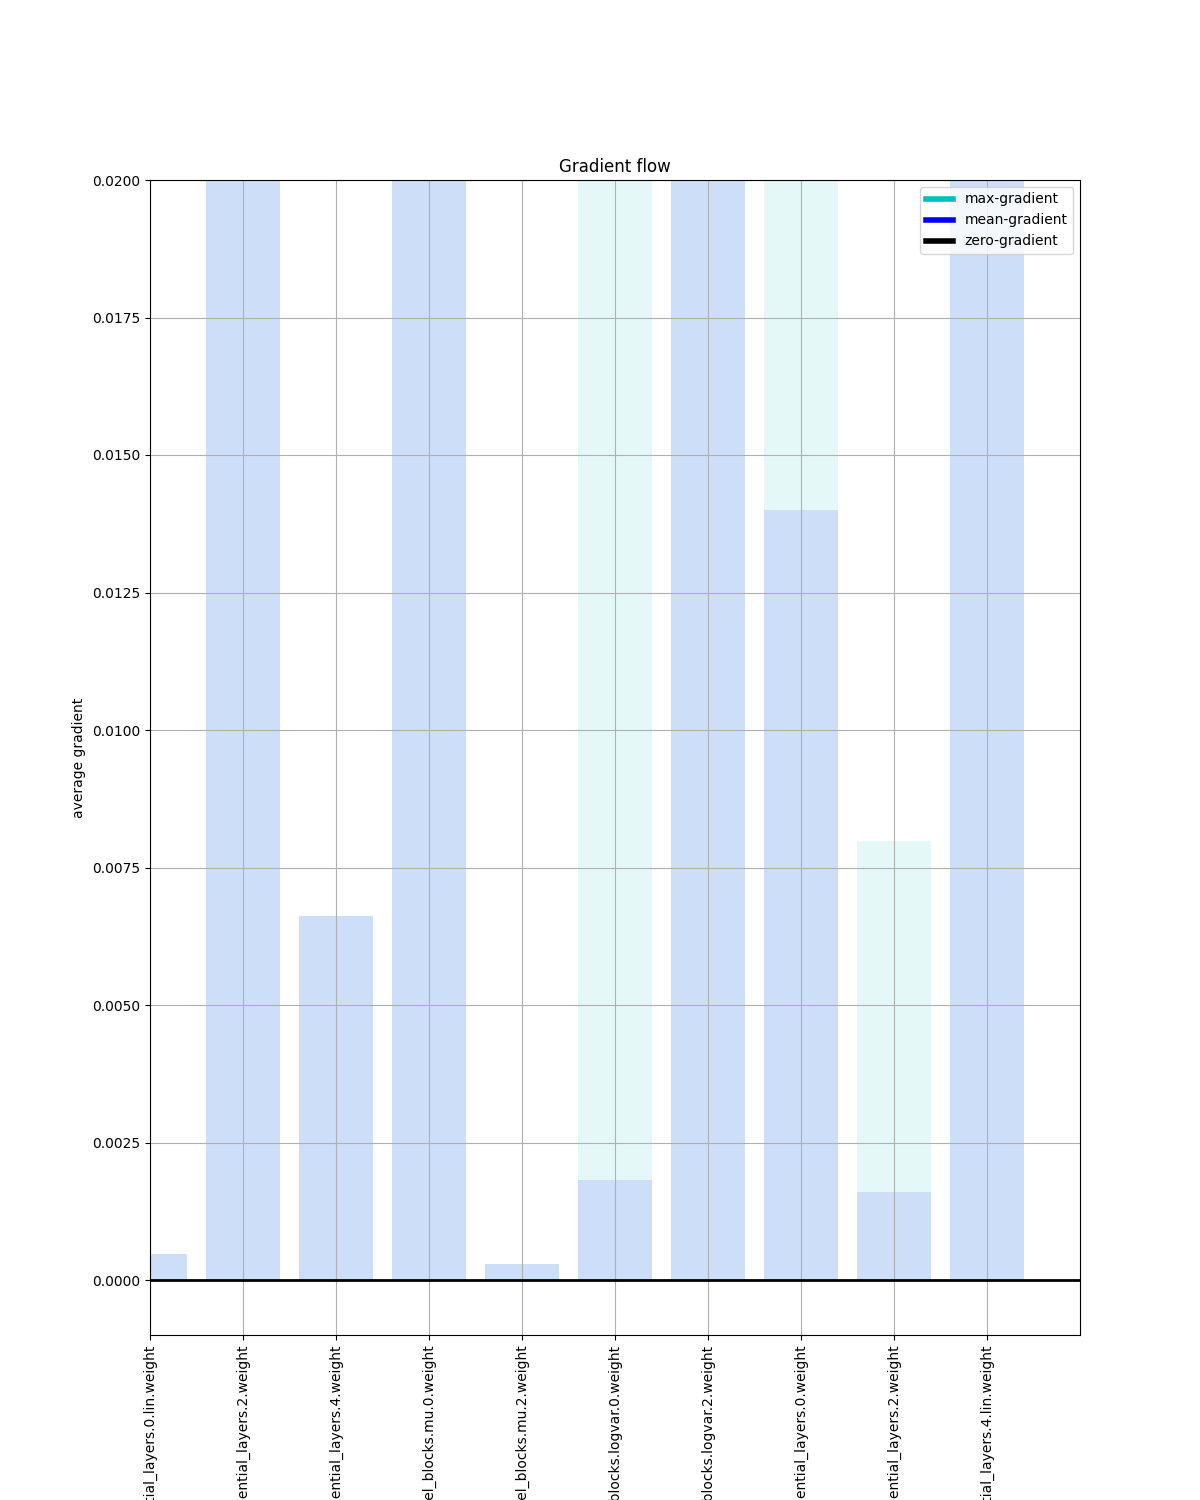 Gradient flow
max-gradient
mean-gradient
zero-gradient
0.0200
0.0175
0.0150
0.0125
0.0100
0.0075
0.0050
0.0025
0.0000
average gradient
tial_layers.0.lin.weight
ential_layers.2.weight
ential_layers.4.weight
el_blocks.mu.0.weight
el_blocks.mu.2.weight
blocks.logvar.0.weight
blocks.logvar.2.weight
ential_layers.0.weight
ential_layers.2.weight
tial_layers.4.lin.weight